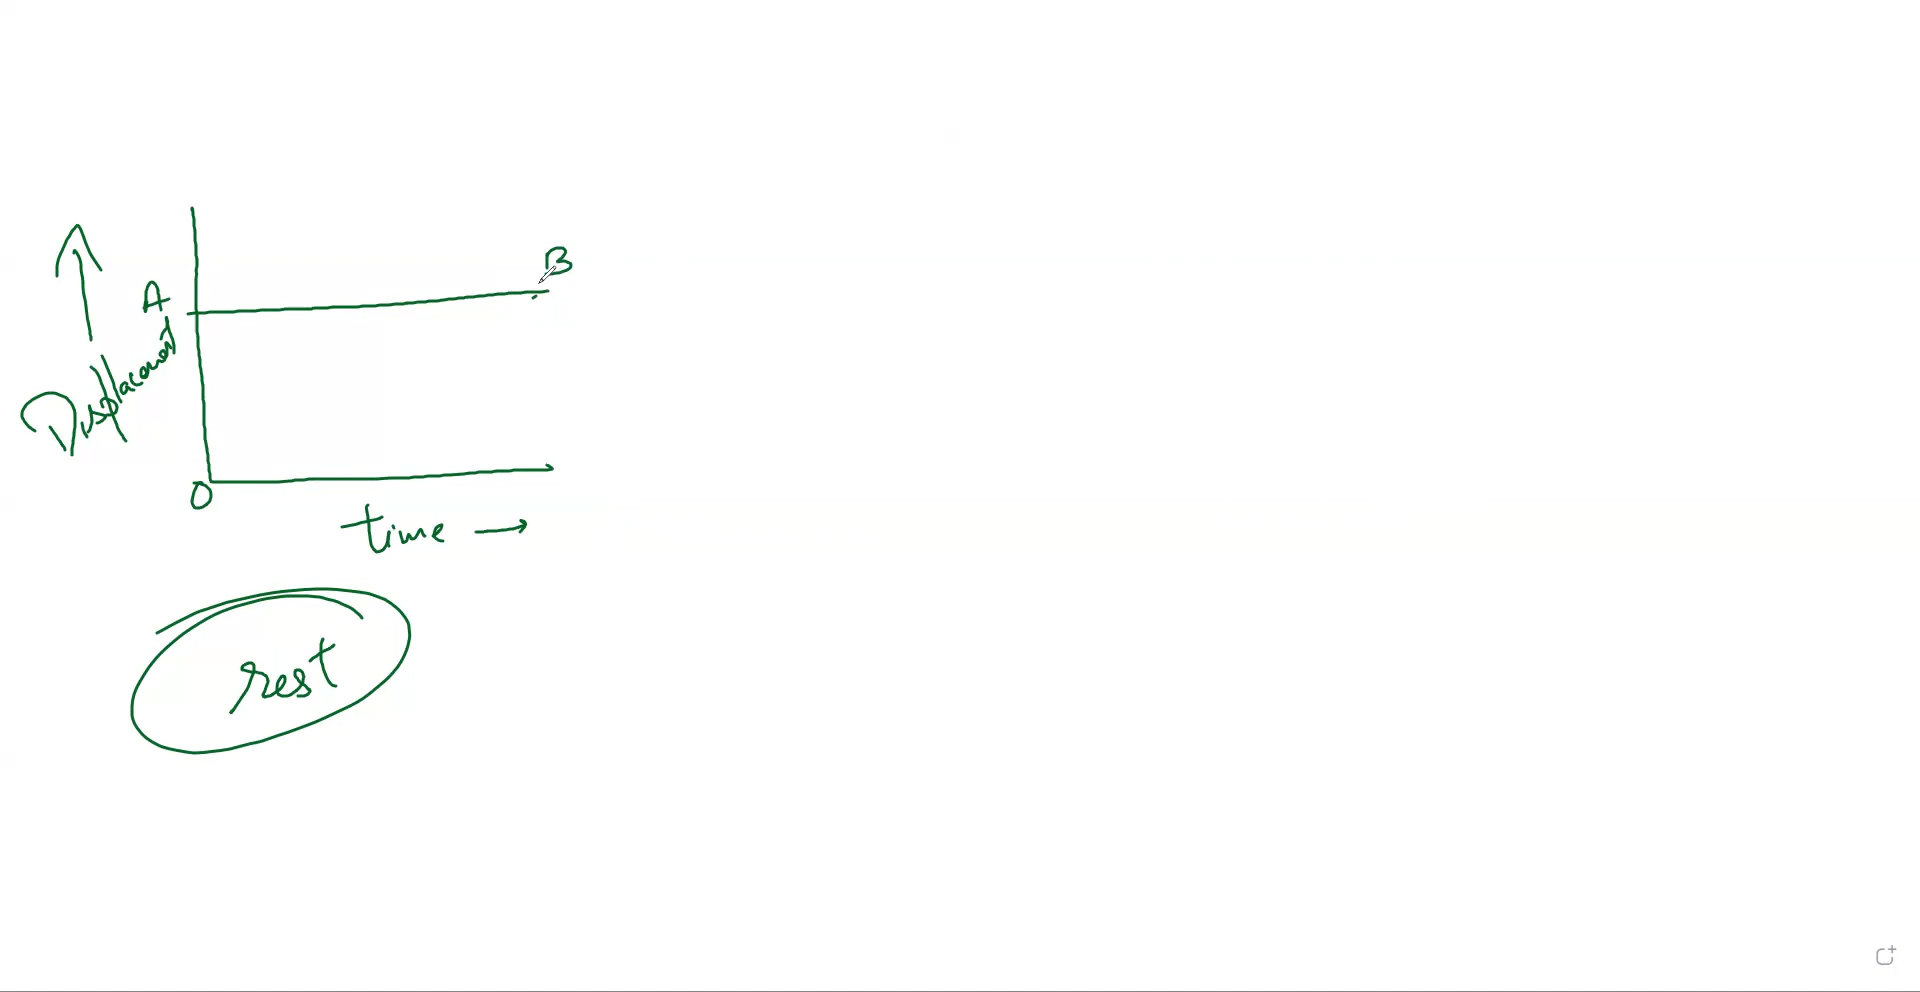 B
A
Displacement
O
time →
rest